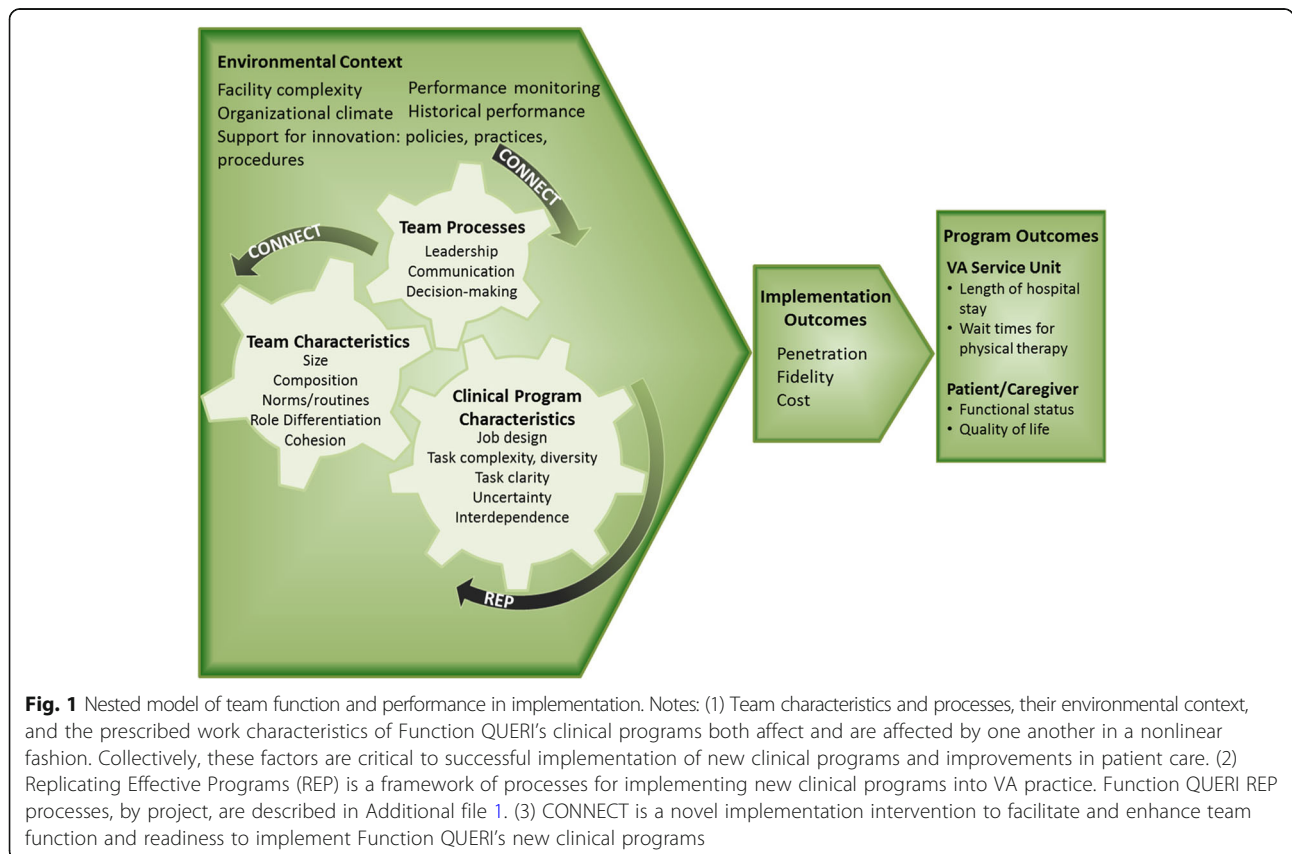 Environmental Context
Facility complexity
Organizational climate
Performance monitoring
Historical performance
Support for innovation: policies, practices,
procedures
CONNECT
CONNECT
Team Processes
Leadership
Communication
Decision-making
Team Characteristics
Size
Composition
Norms/routines
Role Differentiation
Cohesion
Clinical Program
Characteristics
Job design
Task complexity, diversity
Task clarity
Uncertainty
Interdependence
REP
Implementation
Outcomes
Penetration
Fidelity
Cost
Program Outcomes
VA Service Unit
• Length of hospital
stay
• Wait times for
physical therapy
Patient/Caregiver
• Functional status
• Quality of life
Fig. 1 Nested model of team function and performance in implementation. Notes: (1) Team characteristics and processes, their environmental context,
and the prescribed work characteristics of Function QUERI's clinical programs both affect and are affected by one another in a nonlinear
fashion. Collectively, these factors are critical to successful implementation of new clinical programs and improvements in patient care. (2)
Replicating Effective Programs (REP) is a framework of processes for implementing new clinical programs into VA practice. Function QUERI REP
processes, by project, are described in Additional file 1. (3) CONNECT is a novel implementation intervention to facilitate and enhance team
function and readiness to implement Function QUERI's new clinical programs